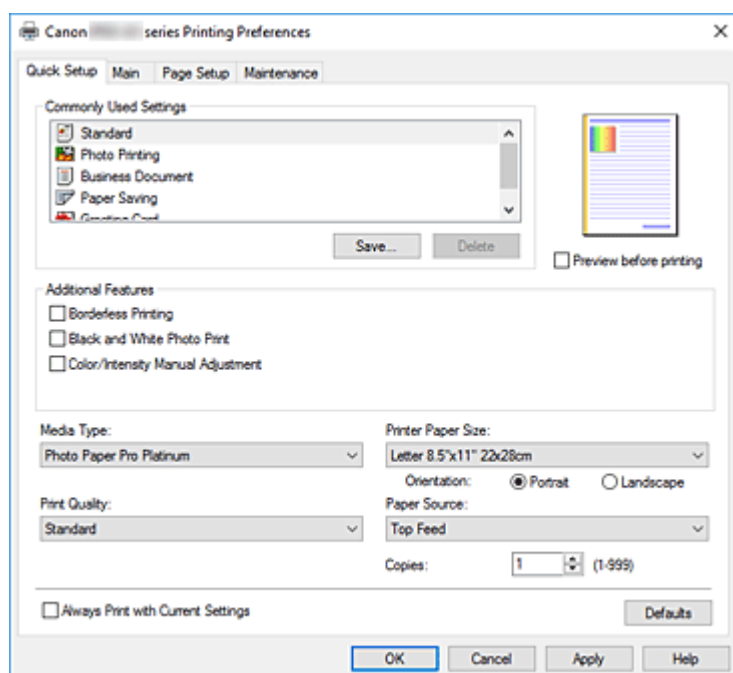 Canon series Printing Preferences
Quick Setup Main Page Setup Maintenance
Commonly Used Settings
Standard
Photo Printing
Business Document
Paper Saving
Greeting Card
Save... Delete
Preview before printing
Additional Features
Borderless Printing
Black and White Photo Print
Color/Intensity Manual Adjustment
Media Type: Printer Paper Size:
Photo Paper Pro Platinum Letter 8.5"x11" 22x28cm
Orientation: Portrait Landscape
Print Quality: Paper Source:
Standard Top Feed
Copies: 1 (1-999)
Always Print with Current Settings Defaults
OK Cancel Apply Help